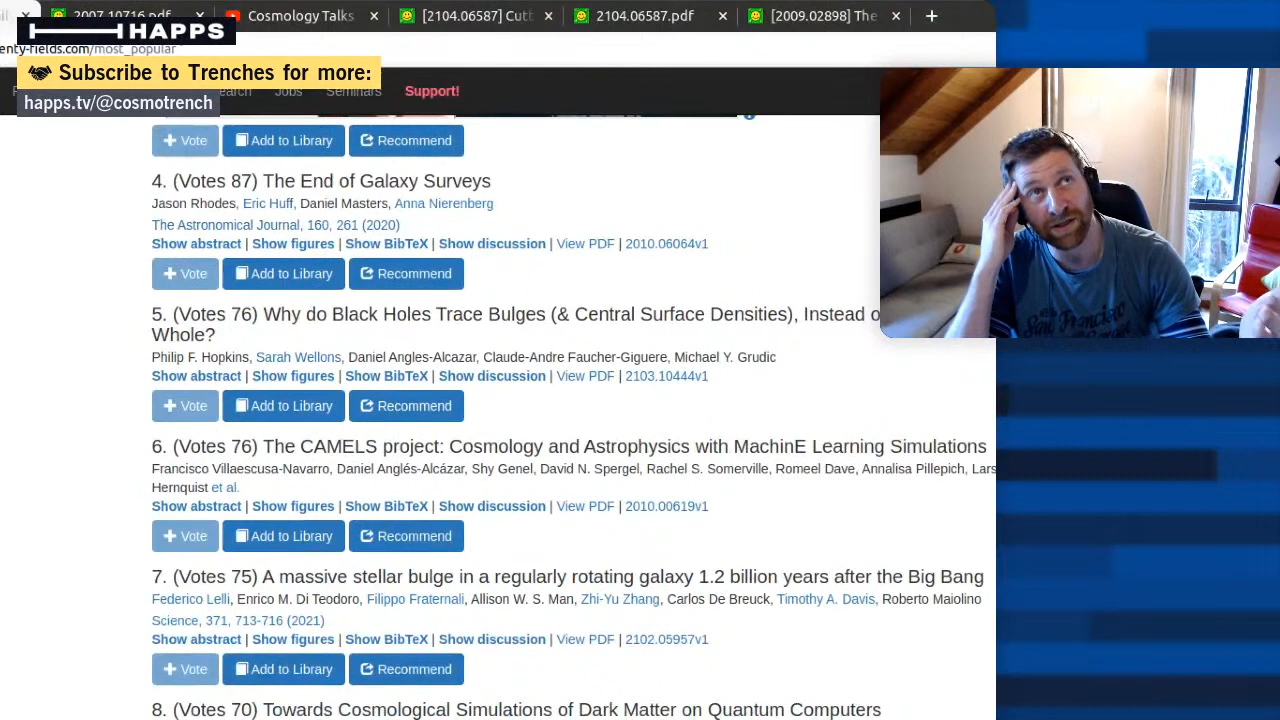 2007.10716.pdf
Cosmology Talks
[2104.06587] Cutt
2104.06587.pdf
[2009.02898] The
HAPPS
enty-fields.com/most_popular
Subscribe to Trenches for more:
happs.tv/@cosmotrench
Jobs
Seminars
Support!
Vote
Add to Library
Recommend
4. (Votes 87) The End of Galaxy Surveys
Jason Rhodes, Eric Huff, Daniel Masters, Anna Nierenberg
The Astronomical Journal, 160, 261 (2020)
Show abstract | Show figures | Show BibTeX | Show discussion | View PDF | 2010.06064v1
Vote
Add to Library
Recommend
5. (Votes 76) Why do Black Holes Trace Bulges (& Central Surface Densities), Instead o
Whole?
Philip F. Hopkins, Sarah Wellons, Daniel Angles-Alcazar, Claude-Andre Faucher-Giguere, Michael Y. Grudic
Show abstract | Show figures | Show BibTeX | Show discussion | View PDF | 2103.10444v1
Vote
Add to Library
Recommend
6. (Votes 76) The CAMELS project: Cosmology and Astrophysics with MachinE Learning Simulations
Francisco Villaescusa-Navarro, Daniel Anglés-Alcázar, Shy Genel, David N. Spergel, Rachel S. Somerville, Romeel Dave, Annalisa Pillepich, Lars
Hernquist et al.
Show abstract | Show figures | Show BibTeX | Show discussion | View PDF | 2010.00619v1
Vote
Add to Library
Recommend
7. (Votes 75) A massive stellar bulge in a regularly rotating galaxy 1.2 billion years after the Big Bang
Federico Lelli, Enrico M. Di Teodoro, Filippo Fraternali, Allison W. S. Man, Zhi-Yu Zhang, Carlos De Breuck, Timothy A. Davis, Roberto Maiolino
Science, 371, 713-716 (2021)
Show abstract | Show figures | Show BibTeX | Show discussion | View PDF | 2102.05957v1
Vote
Add to Library
Recommend
8. (Votes 70) Towards Cosmological Simulations of Dark Matter on Quantum Computers
San Francisco